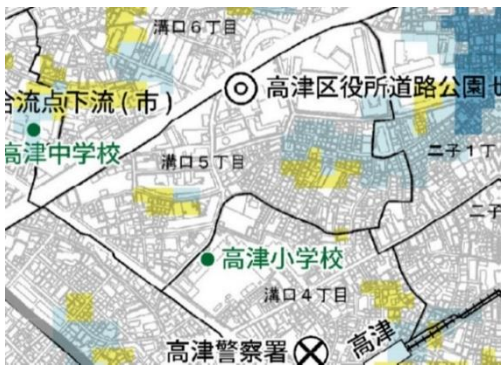 溝口6丁目
高津区役所道路公園セ
合流点下流(市)
高津中学校
溝口5丁目
二子1丁
二子
高津小学校
溝口4丁目
高津警察署
高津